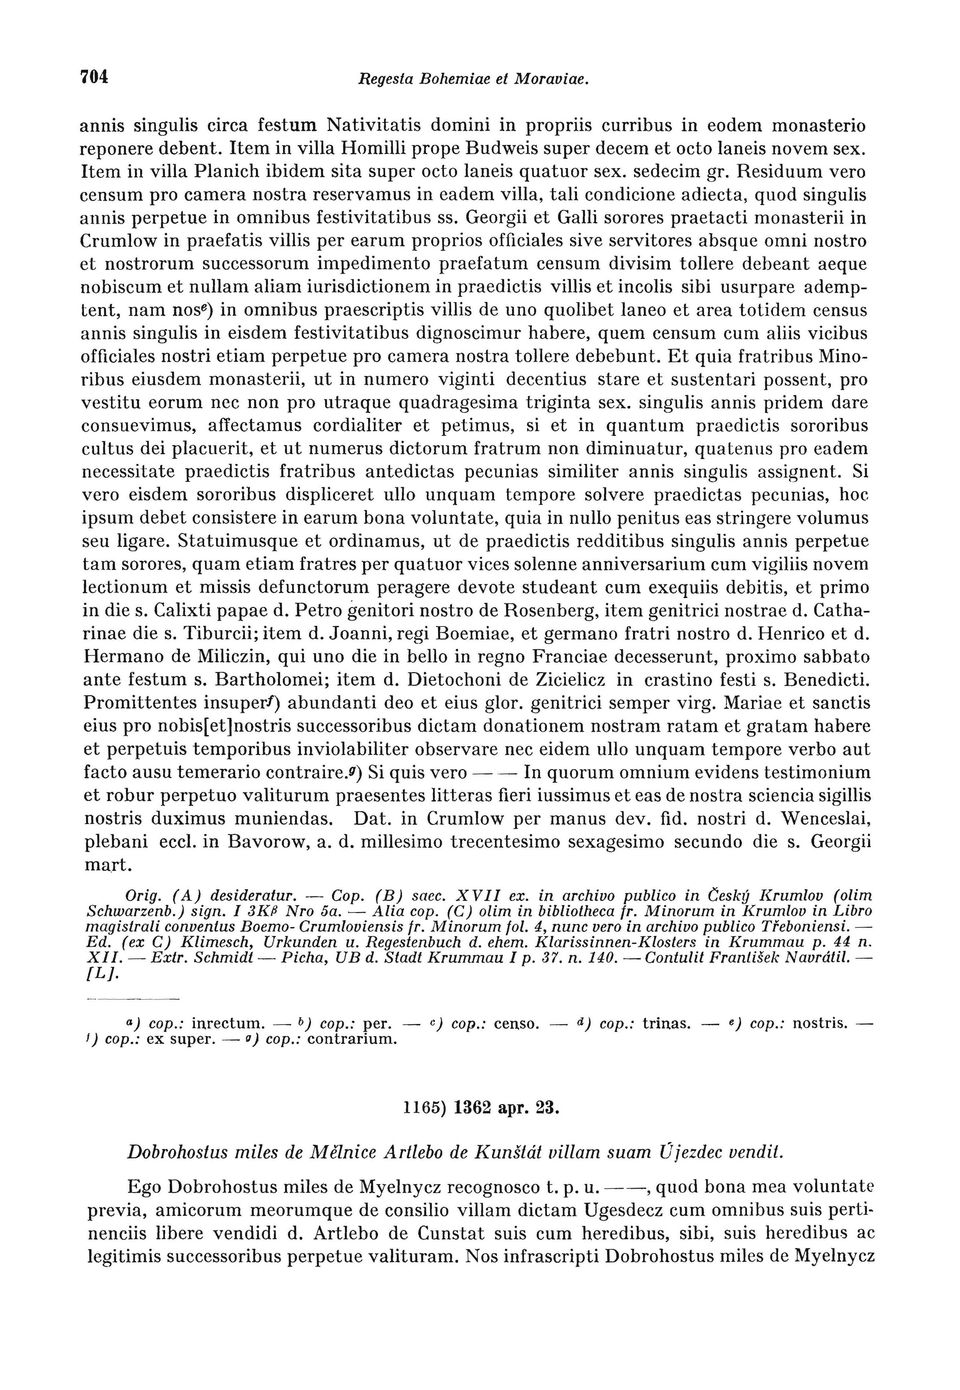 704 Regesta Bohemiae et Moraviae.
annis singulis circa festum Nativitatis domini in propriis curribus in eodem monasterio
reponere debent. Item in villa Homilli prope Budweis super decem et octo laneis novem sex.
Item in villa Planich ibidem sita super octo laneis quatuor sex. sedecim gr. Residuum vero
censum pro camera nostra reservamus in eadem villa, tali condicione adiecta, quod singulis
annis perpetue in omnibus festivitatibus ss. Georgii et Galli sorores praetacti monasterii in
Crumlow in praefatis villis per earum proprios officiales sive servitores absque omni nostro
et nostrorum successorum impedimento praefatum censum divisim tollere debeant aeque
nobiscum et nullam aliam iurisdictionem in praedictis villis et incolis sibi usurpare ademp-
tent, nam nosᵉ) in omnibus praescriptis villis de uno quolibet laneo et area totidem census
annis singulis in eisdem festivitatibus dignoscimur habere, quem censum cum aliis vicibus
officiales nostri etiam perpetue pro camera nostra tollere debebunt. Et quia fratribus Mino-
ribus eiusdem monasterii, ut in numero viginti decentius stare et sustentari possent, pro
vestitu eorum nec non pro utraque quadragesima triginta sex. singulis annis pridem dare
consuevimus, affectamus cordialiter et petimus, si et in quantum praedictis sororibus
cultus dei placuerit, et ut numerus dictorum fratrum non diminuatur, quatenus pro eadem
necessitate praedictis fratribus antedictas pecunias similiter annis singulis assignent. Si
vero eisdem sororibus displiceret ullo unquam tempore solvere praedictas pecunias, hoc
ipsum debet consistere in earum bona voluntate, quia in nullo penitus eas stringere volumus
seu ligare. Statuimusque et ordinamus, ut de praedictis redditibus singulis annis perpetue
tam sorores, quam etiam fratres per quatuor vices solenne anniversarium cum vigiliis novem
lectionum et missis defunctorum peragere devote studeant cum exequiis debitis, et primo
in die s. Calixti papae d. Petro genitori nostro de Rosenberg, item genitrici nostrae d. Catha-
rinae die s. Tiburcii; item d. Joanni, regi Boemiae, et germano fratri nostro d. Henrico et d.
Hermano de Miliczin, qui uno die in bello in regno Franciae decesserunt, proximo sabbato
ante festum s. Bartholomei; item d. Dietochoni de Zicielicz in crastino festi s. Benedicti.
Promittentes insuperᶠ) abundanti deo et eius glor. genitrici semper virg. Mariae et sanctis
eius pro nobis[et]nostris successoribus dictam donationem nostram ratam et gratam habere
et perpetuis temporibus inviolabiliter observare nec eidem ullo unquam tempore verbo aut
facto ausu temerario contraire.ᵍ) Si quis vero — — In quorum omnium evidens testimonium
et robur perpetuo valiturum praesentes litteras fieri iussimus et eas de nostra sciencia sigillis
nostris duximus muniendas. Dat. in Crumlow per manus dev. fid. nostri d. Wenceslai,
plebani eccl. in Bavorow, a. d. millesimo trecentesimo sexagesimo secundo die s. Georgii
mart.
Orig. (A) desideratur. — Cop. (B) saec. XVII ex. in archivo publico in Český Krumlov (olim
Schwarzenb.) sign. I 3Kᵝ Nro 5a. — Alia cop. (C) olim in bibliotheca fr. Minorum in Krumlov in Libro
magistrali conventus Boemo- Crumloviensis fr. Minorum fol. 4, nunc vero in archivo publico Třeboniensi. —
Ed. (ex C) Klimesch, Urkunden u. Regestenbuch d. ehem. Klarissinnen-Klosters in Krummau p. 44 n.
XII. — Extr. Schmidt — Picha, UB d. Stadt Krummau I p. 37. n. 140. — Contulit František Navrátil. —
[L].
ᵃ) cop.: inrectum. — ᵇ) cop.: per. — ᶜ) cop.: censo. — ᵈ) cop.: trinas. — ᵉ) cop.: nostris. —
ᶠ) cop.: ex super. — ᵍ) cop.: contrarium.
1165) 1362 apr. 23.
Dobrohostus miles de Mělnice Artlebo de Kunštát villam suam Újezdec vendit.
Ego Dobrohostus miles de Myelnycz recognosco t. p. u. — —, quod bona mea voluntate
previa, amicorum meorumque de consilio villam dictam Ugesdecz cum omnibus suis perti-
nenciis libere vendidi d. Artlebo de Cunstat suis cum heredibus, sibi, suis heredibus ac
legitimis successoribus perpetue valituram. Nos infrascripti Dobrohostus miles de Myelnycz